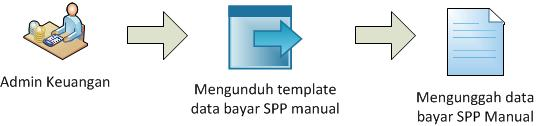 Admin Keuangan
Mengunduh template
data bayar SPP manual
Mengunggah data
bayar SPP Manual